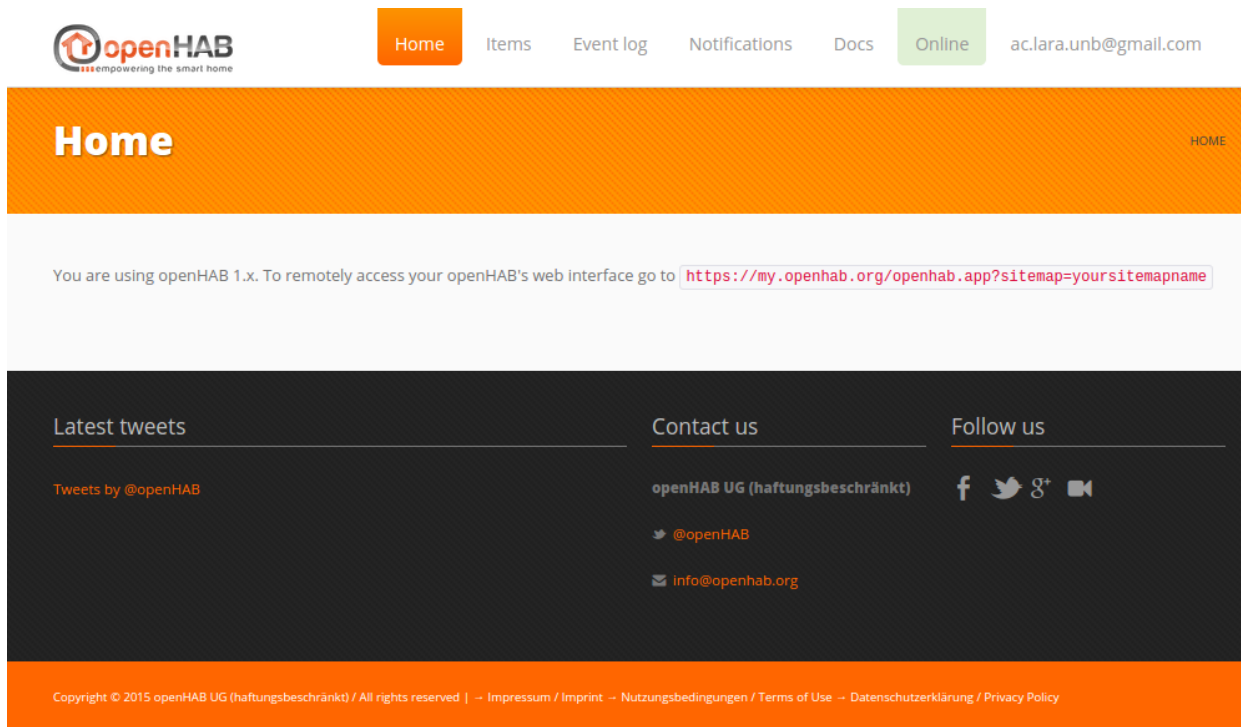 openHAB
empowering the smart home
Home Items Event log Notifications Docs Online ac.lara.unb@gmail.com
Home
HOME
You are using openHAB 1.x. To remotely access your openHAB's web interface go to https://my.openhab.org/openhab.app?sitemap=yoursitemapname
Latest tweets
Tweets by @openHAB
Contact us
openHAB UG (haftungsbeschränkt)
@openHAB
info@openhab.org
Follow us
Copyright © 2015 openHAB UG (haftungsbeschränkt) / All rights reserved | → Impressum / Imprint → Nutzungsbedingungen / Terms of Use → Datenschutzerklärung / Privacy Policy